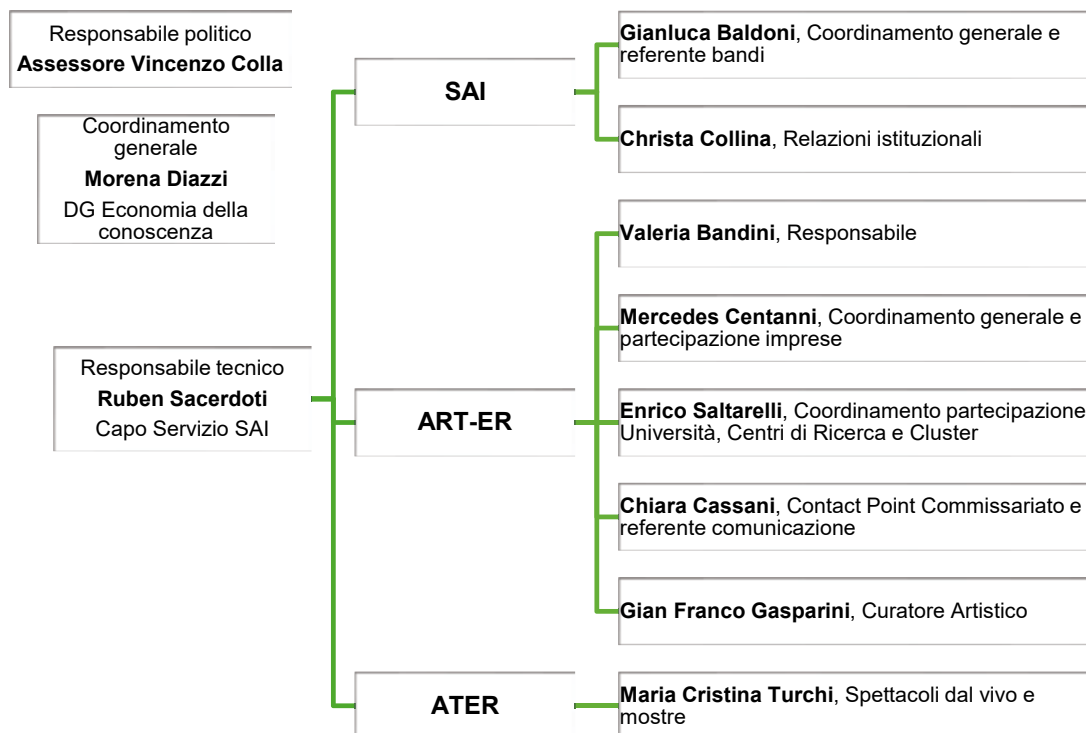 Responsabile politico
Assessore Vincenzo Colla
Coordinamento
generale
Morena Diazzi
DG Economia della
conoscenza
Responsabile tecnico
Ruben Sacerdoti
Capo Servizio SAI
SAI
Gianluca Baldoni, Coordinamento generale e
referente bandi
Christa Collina, Relazioni istituzionali
ART-ER
Valeria Bandini, Responsabile
Mercedes Centanni, Coordinamento generale e
partecipazione imprese
Enrico Saltarelli, Coordinamento partecipazione
Università, Centri di Ricerca e Cluster
Chiara Cassani, Contact Point Commissariato e
referente comunicazione
Gian Franco Gasparini, Curatore Artistico
ATER
Maria Cristina Turchi, Spettacoli dal vivo e
mostre